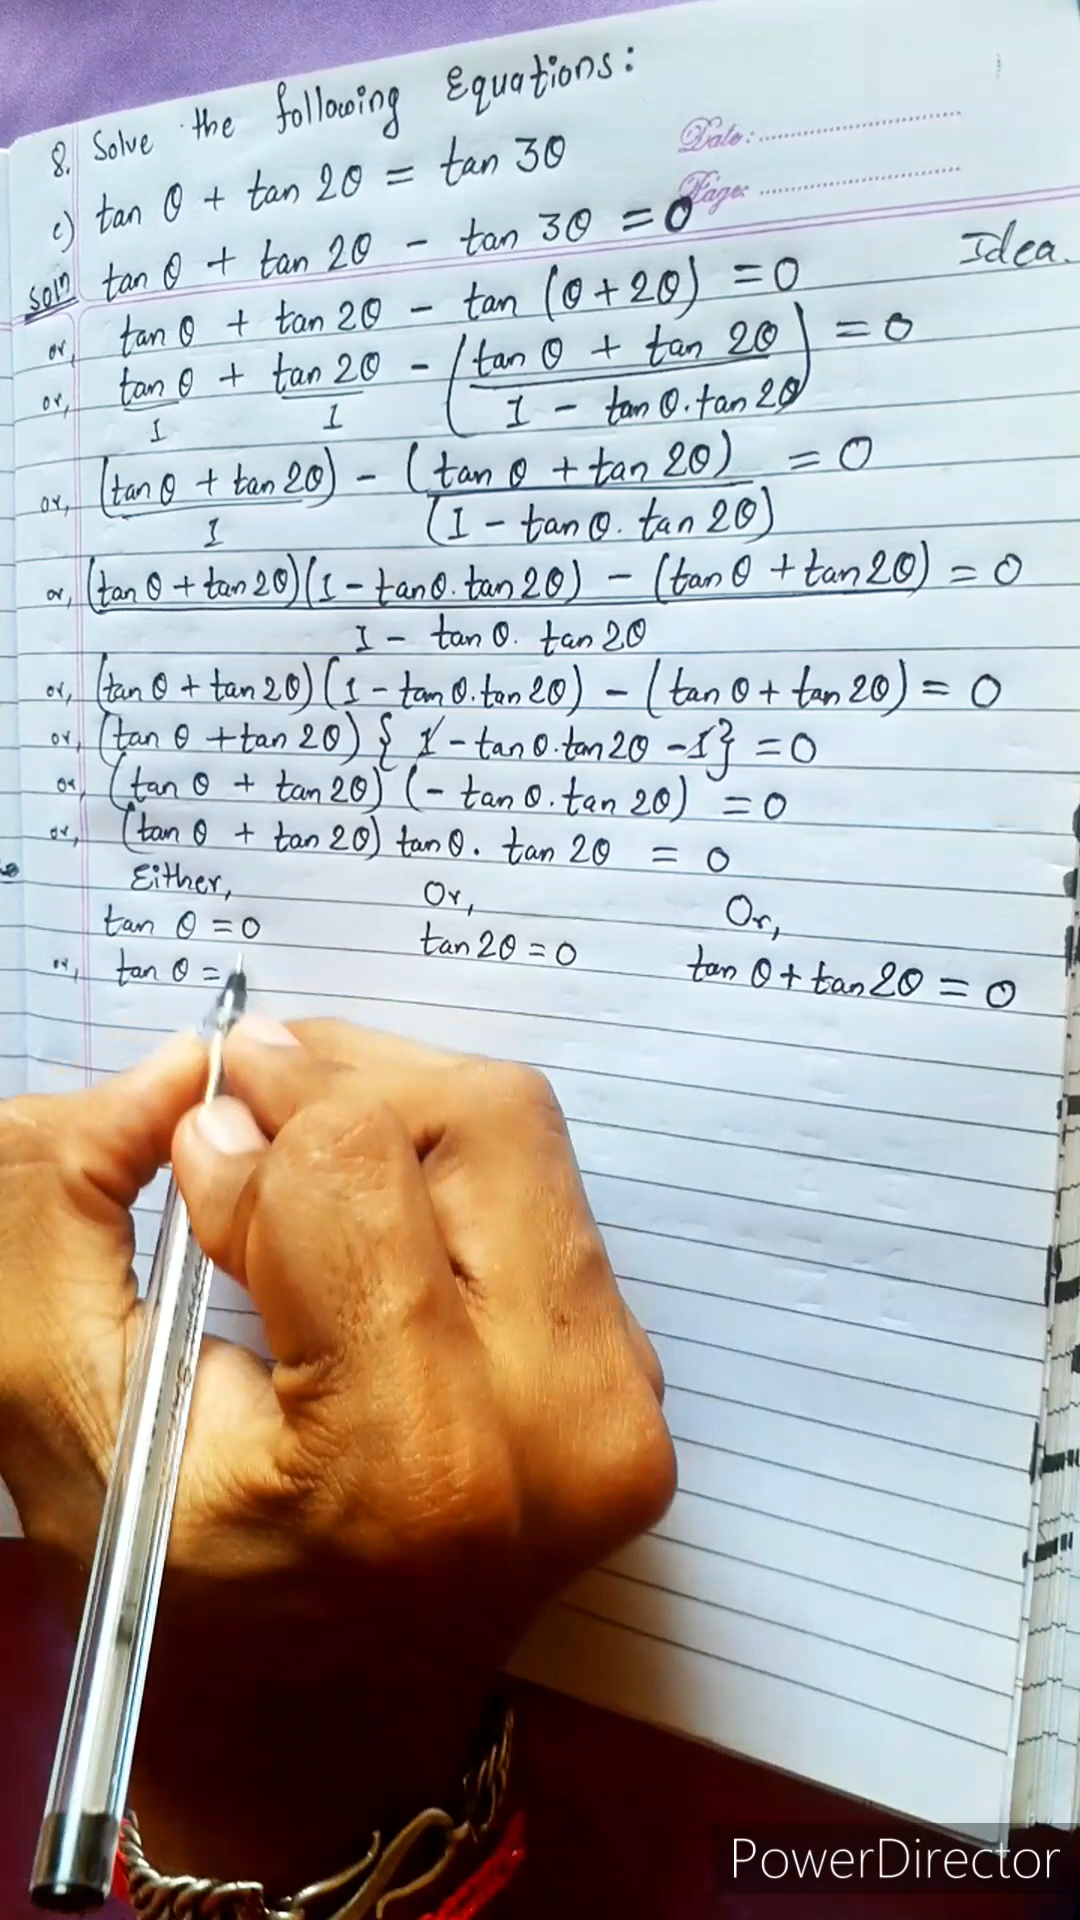 8. Solve the following Equations:
Date:
c) tan θ + tan 2θ = tan 3θ
Page:
Soln tan θ + tan 2θ - tan 3θ = 0
Idea.
or, tan θ + tan 2θ - tan (θ + 2θ) = 0
or, tan θ/1 + tan 2θ/1 - (tan θ + tan 2θ / 1 - tan θ. tan 2θ) = 0
or, (tan θ + tan 2θ)/1 - (tan θ + tan 2θ)/(1 - tan θ. tan 2θ) = 0
or, (tan θ + tan 2θ)(1 - tan θ. tan 2θ) - (tan θ + tan 2θ) = 0
1 - tan θ. tan 2θ
or, (tan θ + tan 2θ)(1 - tan θ. tan 2θ) - (tan θ + tan 2θ) = 0
or, (tan θ + tan 2θ) { 1 - tan θ. tan 2θ - 1} = 0
or, (tan θ + tan 2θ) (- tan θ. tan 2θ) = 0
or, (tan θ + tan 2θ) tan θ. tan 2θ = 0
Either, Or, Or,
tan θ = 0 tan 2θ = 0 tan θ + tan 2θ = 0
or, tan θ =
PowerDirector